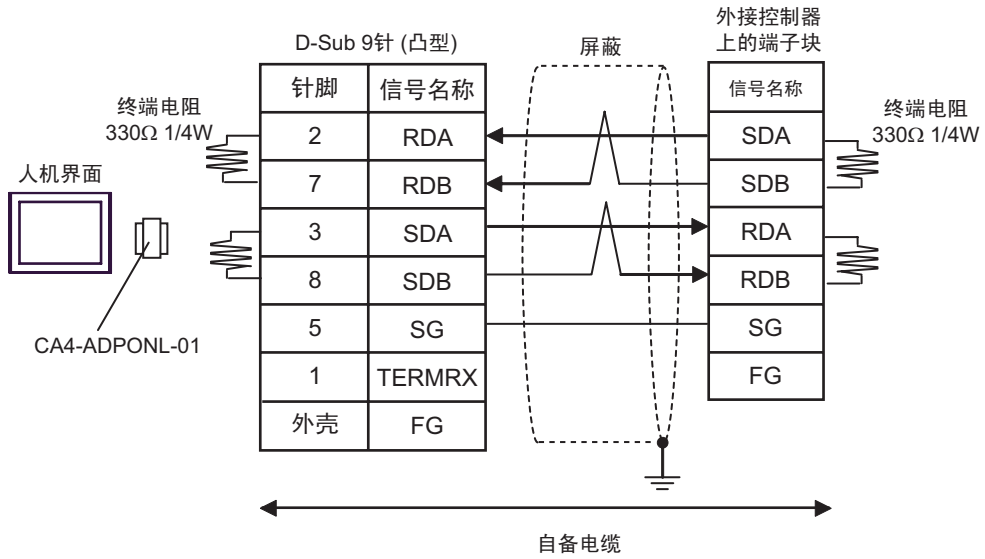 外接控制器
上的端子块
D-Sub 9针 (凸型)
屏蔽
针脚 信号名称
信号名称
终端电阻
330Ω 1/4W
终端电阻
330Ω 1/4W
2 RDA
SDA
7 RDB
SDB
人机界面
3 SDA
RDA
8 SDB
RDB
CA4-ADPONL-01
5 SG
SG
1 TERMRX
FG
外壳 FG
自备电缆